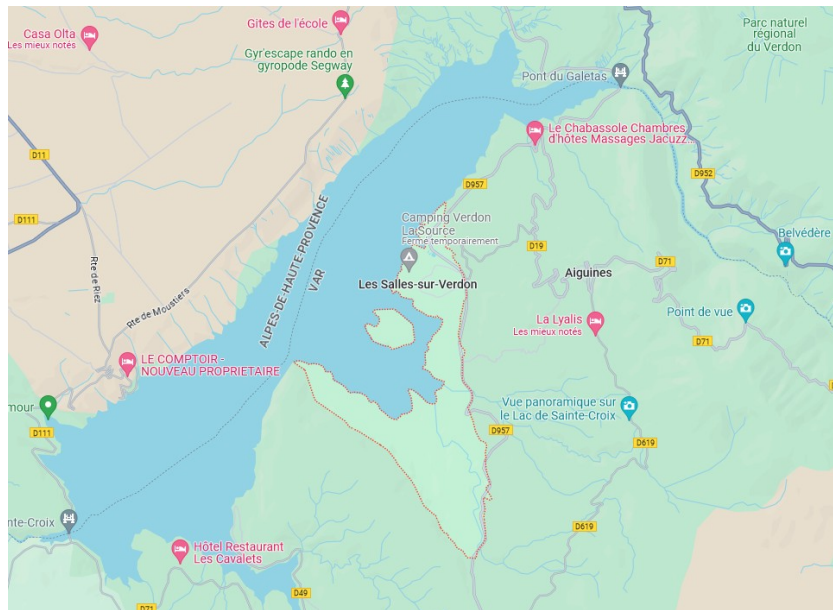 Casa Olta
Les mieux notés
Gites de l'école
Gyr'escape rando en
gyropode Segway
Pont du Galetas
Parc naturel
régional
du Verdon
Le Chabassole Chambres
d'hôtes Massages Jacuzz...
D11
D957
D952
D111
Camping Verdon
La Source
Fermé temporairement
ALPES-DE-HAUTE-PROVENCE
VAR
Rte de Riez
Rte de Moustiers
D19
Belvédère
D71
Aiguines
Les Salles-sur-Verdon
La Lyalis
Les mieux notés
Point de vue
D71
LE COMPTOIR -
NOUVEAU PROPRIETAIRE
mour
D111
Vue panoramique sur
le Lac de Sainte-Croix
D957
D619
nte-Croix
D619
Hôtel Restaurant
Les Cavalets
D49
D71